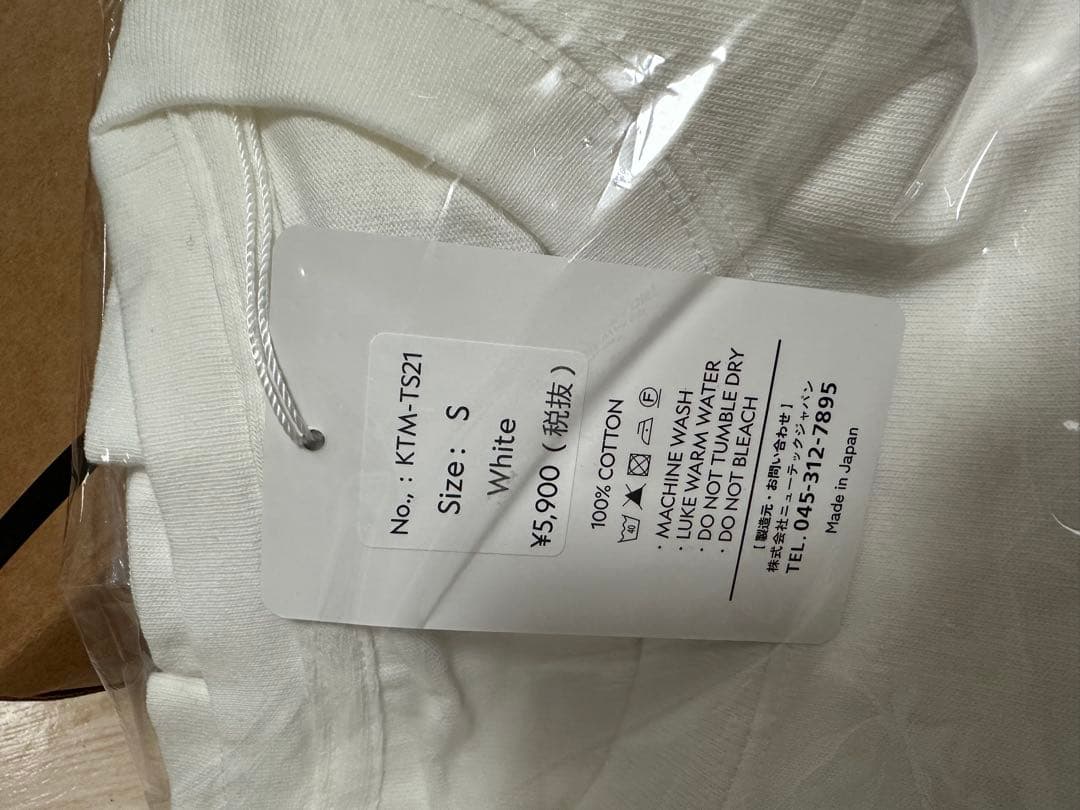 No,, : KTM-TS21
Size : S
White
¥5,900 ( 税抜 )
100% COTTON
40 F
・MACHINE WASH
・LUKE WARM WATER
・DO NOT TUMBLE DRY
・DO NOT BLEACH
[ 製造元・お問い合わせ ]
株式会社ニューテックジャパン
TEL. 045-312-7895
Made in Japan